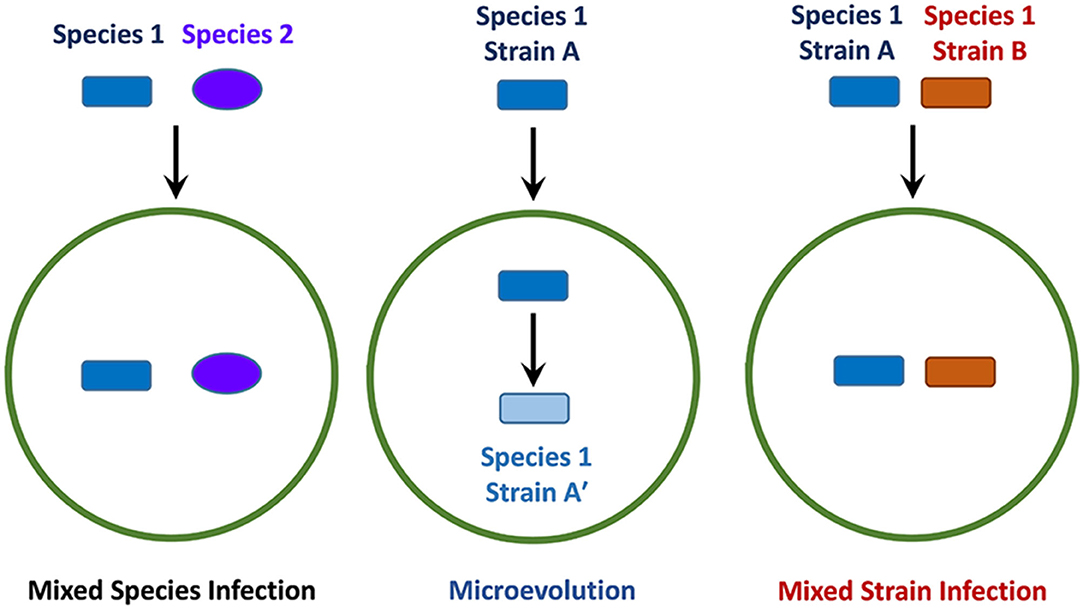 Species 1 Species 2
Species 1
Strain A
Species 1
Strain A
Species 1
Strain B
Species 1
Strain A′
Mixed Species Infection
Microevolution
Mixed Strain Infection